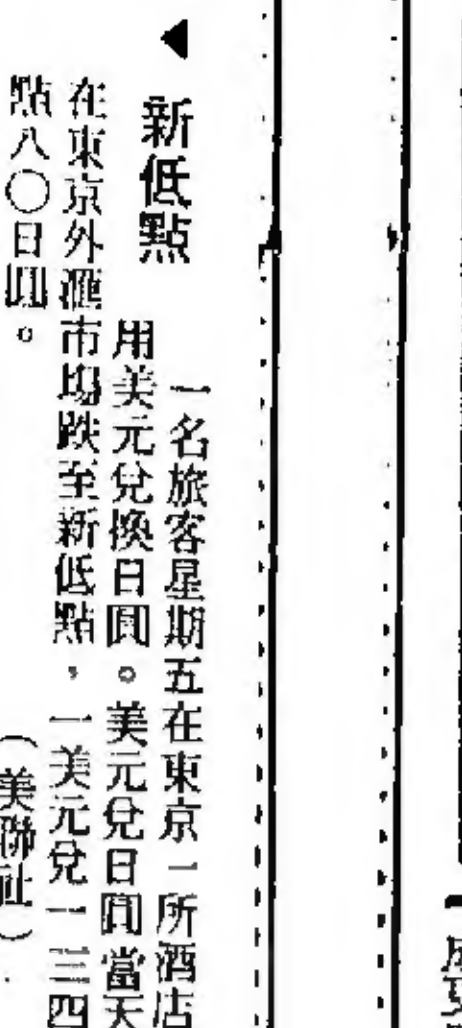 ◀ 新低點
一名旅客星期五在東京一所酒店
用美元兌換日圓。美元兌日圓當天
在東京外滙市場跌至新低點，一美元兌一三四
點八〇日圓。
（美聯社）